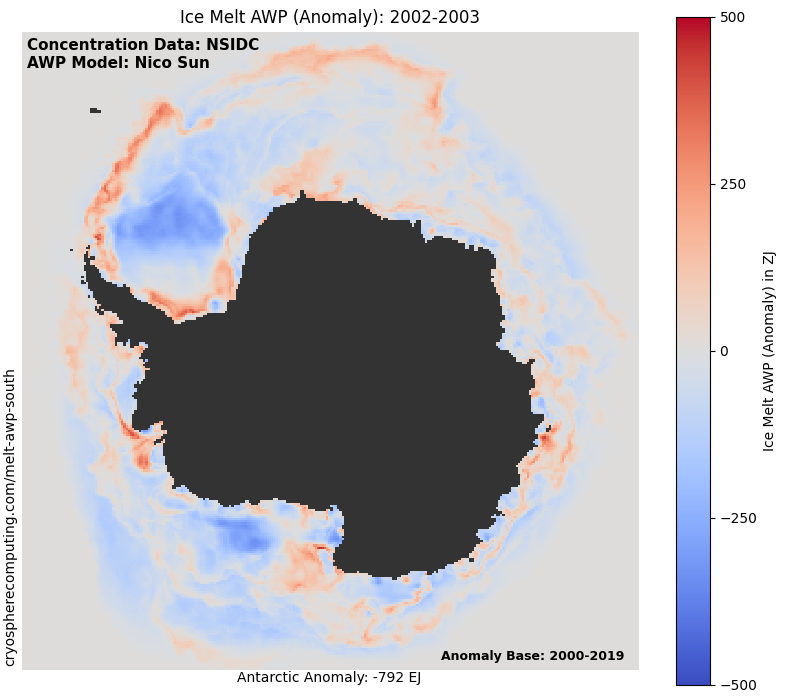 Ice Melt AWP (Anomaly): 2002-2003
Concentration Data: NSIDC
AWP Model: Nico Sun
cryospherecomputing.com/melt-awp-south
Anomaly Base: 2000-2019
Antarctic Anomaly: -792 EJ
500
250
0
−250
−500
Ice Melt AWP (Anomaly) in ZJ